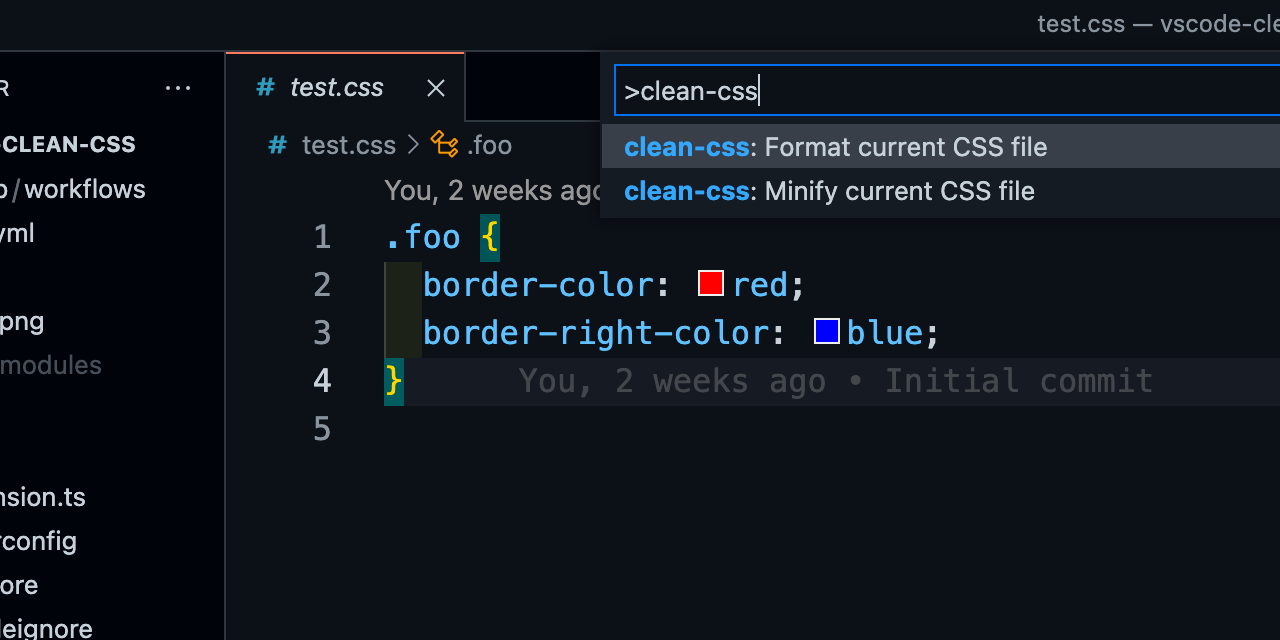 test.css — vscode-cle
R ...
-CLEAN-CSS
/workflows
yml
png
modules
nsion.ts
config
ore
eignore
# test.css ×
# test.css > .foo
>clean-css
clean-css: Format current CSS file
clean-css: Minify current CSS file
You, 2 weeks ago
1 .foo {
2 border-color: red;
3 border-right-color: blue;
4 } You, 2 weeks ago • Initial commit
5